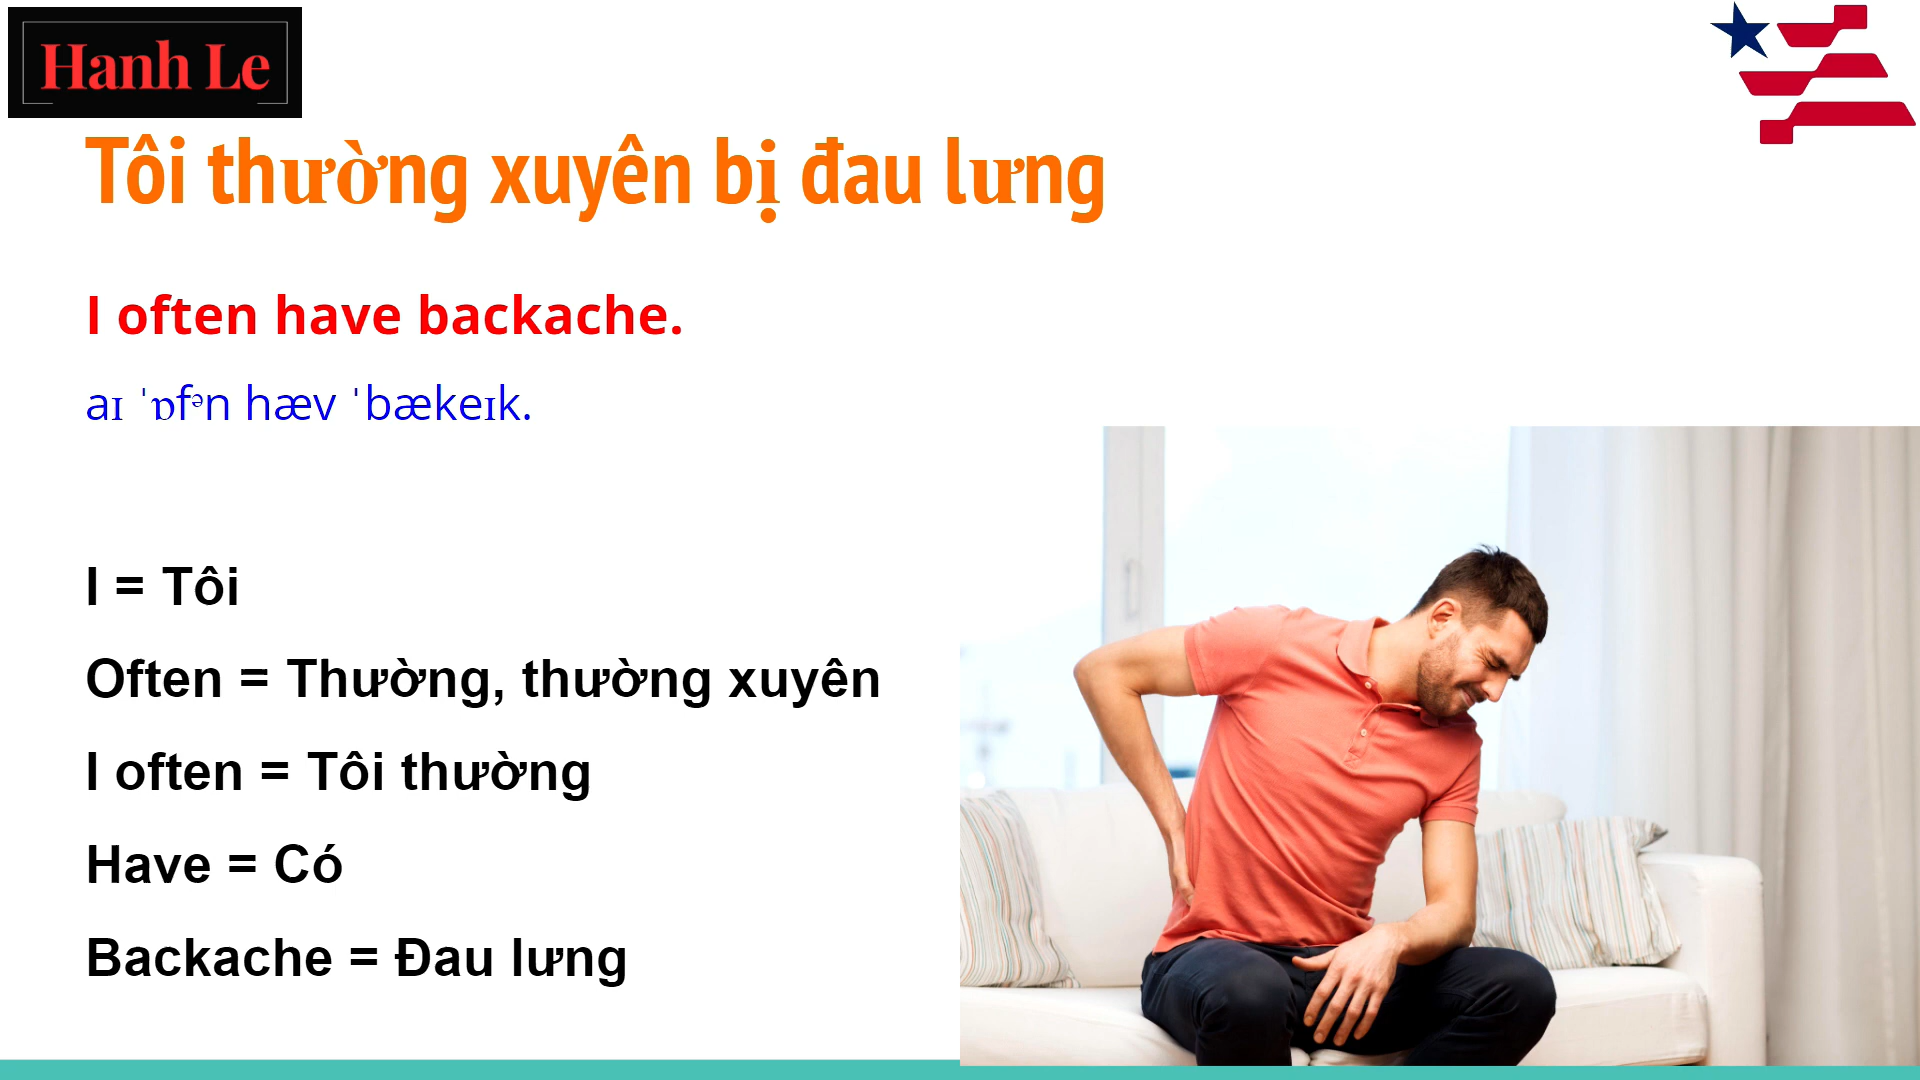 Hanh Le
Tôi thường xuyên bị đau lưng
I often have backache.
aɪ ˈɒfᵊn hæv ˈbækeɪk.
I = Tôi
Often = Thường, thường xuyên
I often = Tôi thường
Have = Có
Backache = Đau lưng